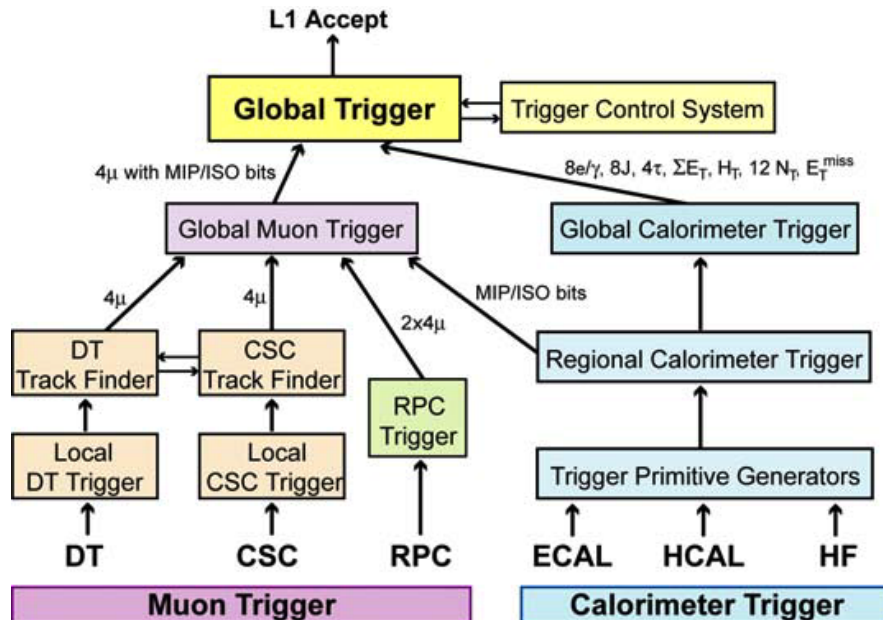 L1 Accept
Global Trigger
Trigger Control System
4μ with MIP/ISO bits
8e/γ, 8J, 4τ, ΣE_T, H_T, 12 N_T, E_T^miss
Global Muon Trigger
Global Calorimeter Trigger
4μ
4μ
2x4μ
MIP/ISO bits
DT
Track Finder
CSC
Track Finder
Regional Calorimeter Trigger
RPC
Trigger
Local
DT Trigger
Local
CSC Trigger
Trigger Primitive Generators
DT
CSC
RPC
ECAL
HCAL
HF
Muon Trigger
Calorimeter Trigger